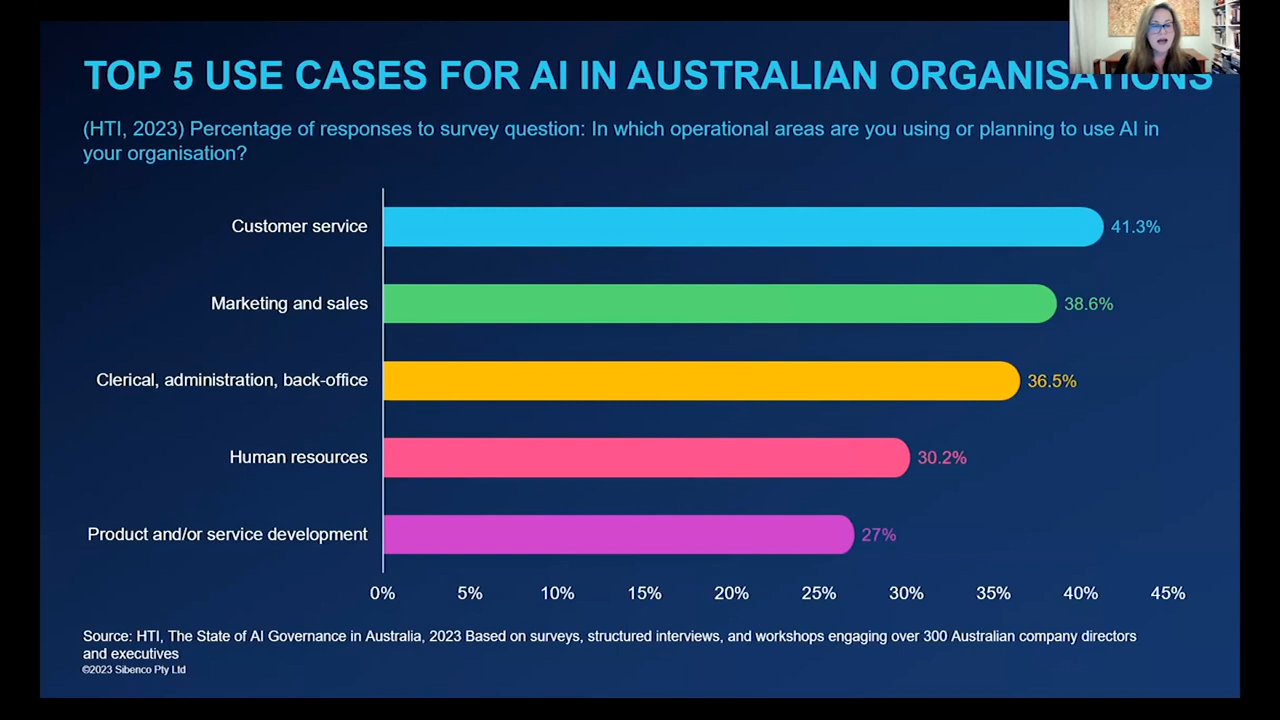 TOP 5 USE CASES FOR AI IN AUSTRALIAN ORGANISATIONS
(HTI, 2023) Percentage of responses to survey question: In which operational areas are you using or planning to use AI in
your organisation?
Customer service
41.3%
Marketing and sales
38.6%
Clerical, administration, back-office
36.5%
Human resources
30.2%
Product and/or service development
27%
0% 5% 10% 15% 20% 25% 30% 35% 40% 45%
Source: HTI, The State of AI Governance in Australia, 2023 Based on surveys, structured interviews, and workshops engaging over 300 Australian company directors
and executives
©2023 Sibenco Pty Ltd